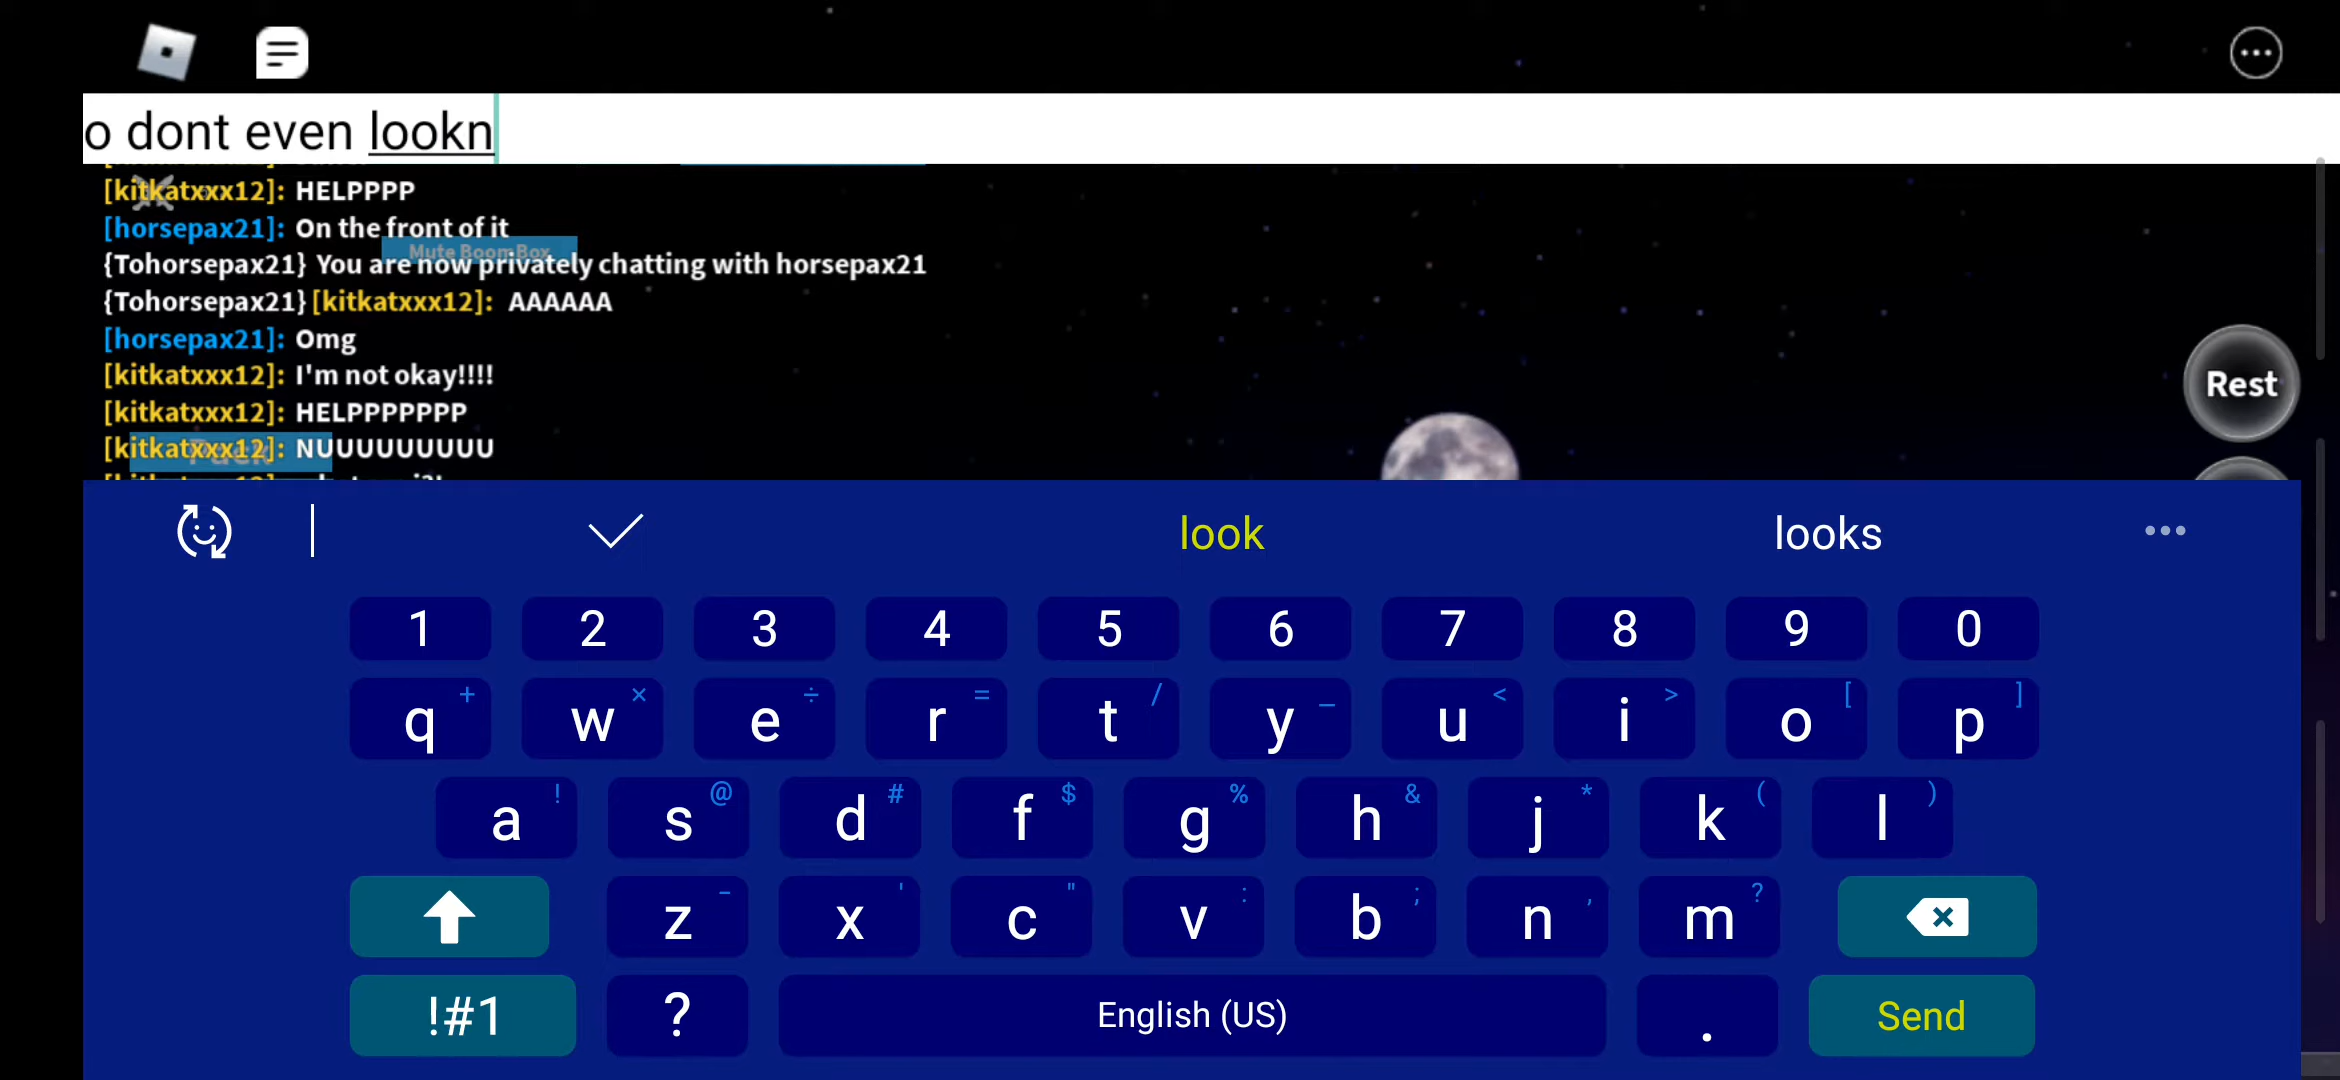 o dont even lookn
[kitkatxxx12]: HELPPPP
[horsepax21]: On the front of it
Mute BoomBox
{Tohorsepax21} You are now privately chatting with horsepax21
{Tohorsepax21} [kitkatxxx12]: AAAAAA
[horsepax21]: Omg
[kitkatxxx12]: I'm not okay!!!!
Rest
[kitkatxxx12]: HELPPPPPPP
[kitkatxxx12]: NUUUUUUUUU
look looks
1 2 3 4 5 6 7 8 9 0
q + w × e ÷ r = t / y _ u < i > o [ p ]
a ! s @ d # f $ g % h & j * k ( l )
z - x ' c " v : b ; n , m ?
!#1 ? English (US) . Send